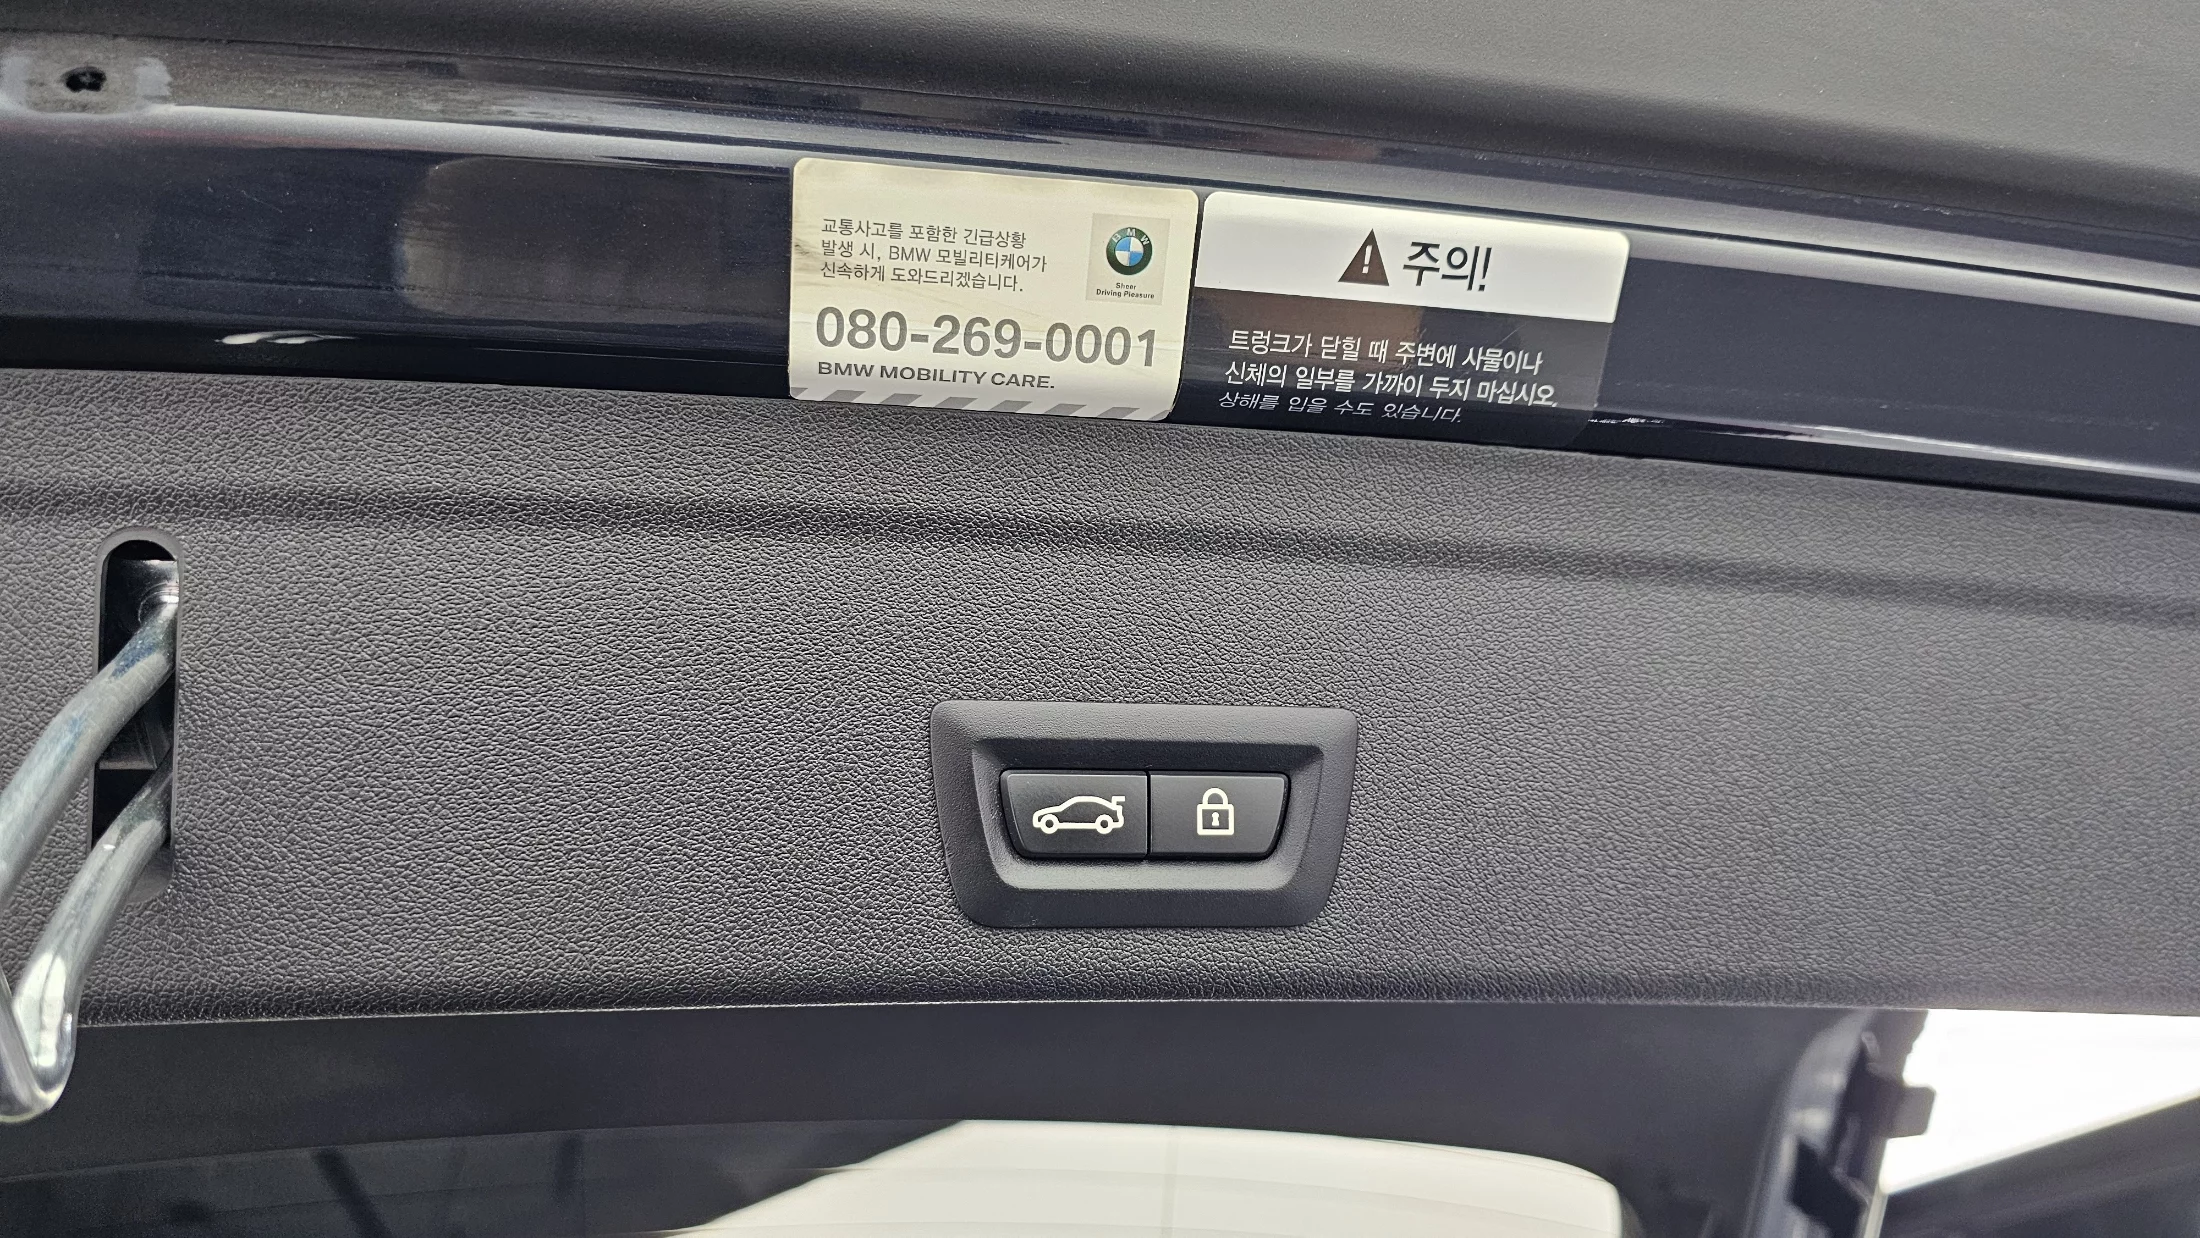 교통사고를 포함한 긴급상황
발생 시, BMW 모빌리티케어가
신속하게 도와드리겠습니다.
BMW
Sheer
Driving Pleasure
080-269-0001
BMW MOBILITY CARE.
주의!
트렁크가 닫힐 때 주변에 사물이나
신체의 일부를 가까이 두지 마십시오.
상해를 입을 수도 있습니다.